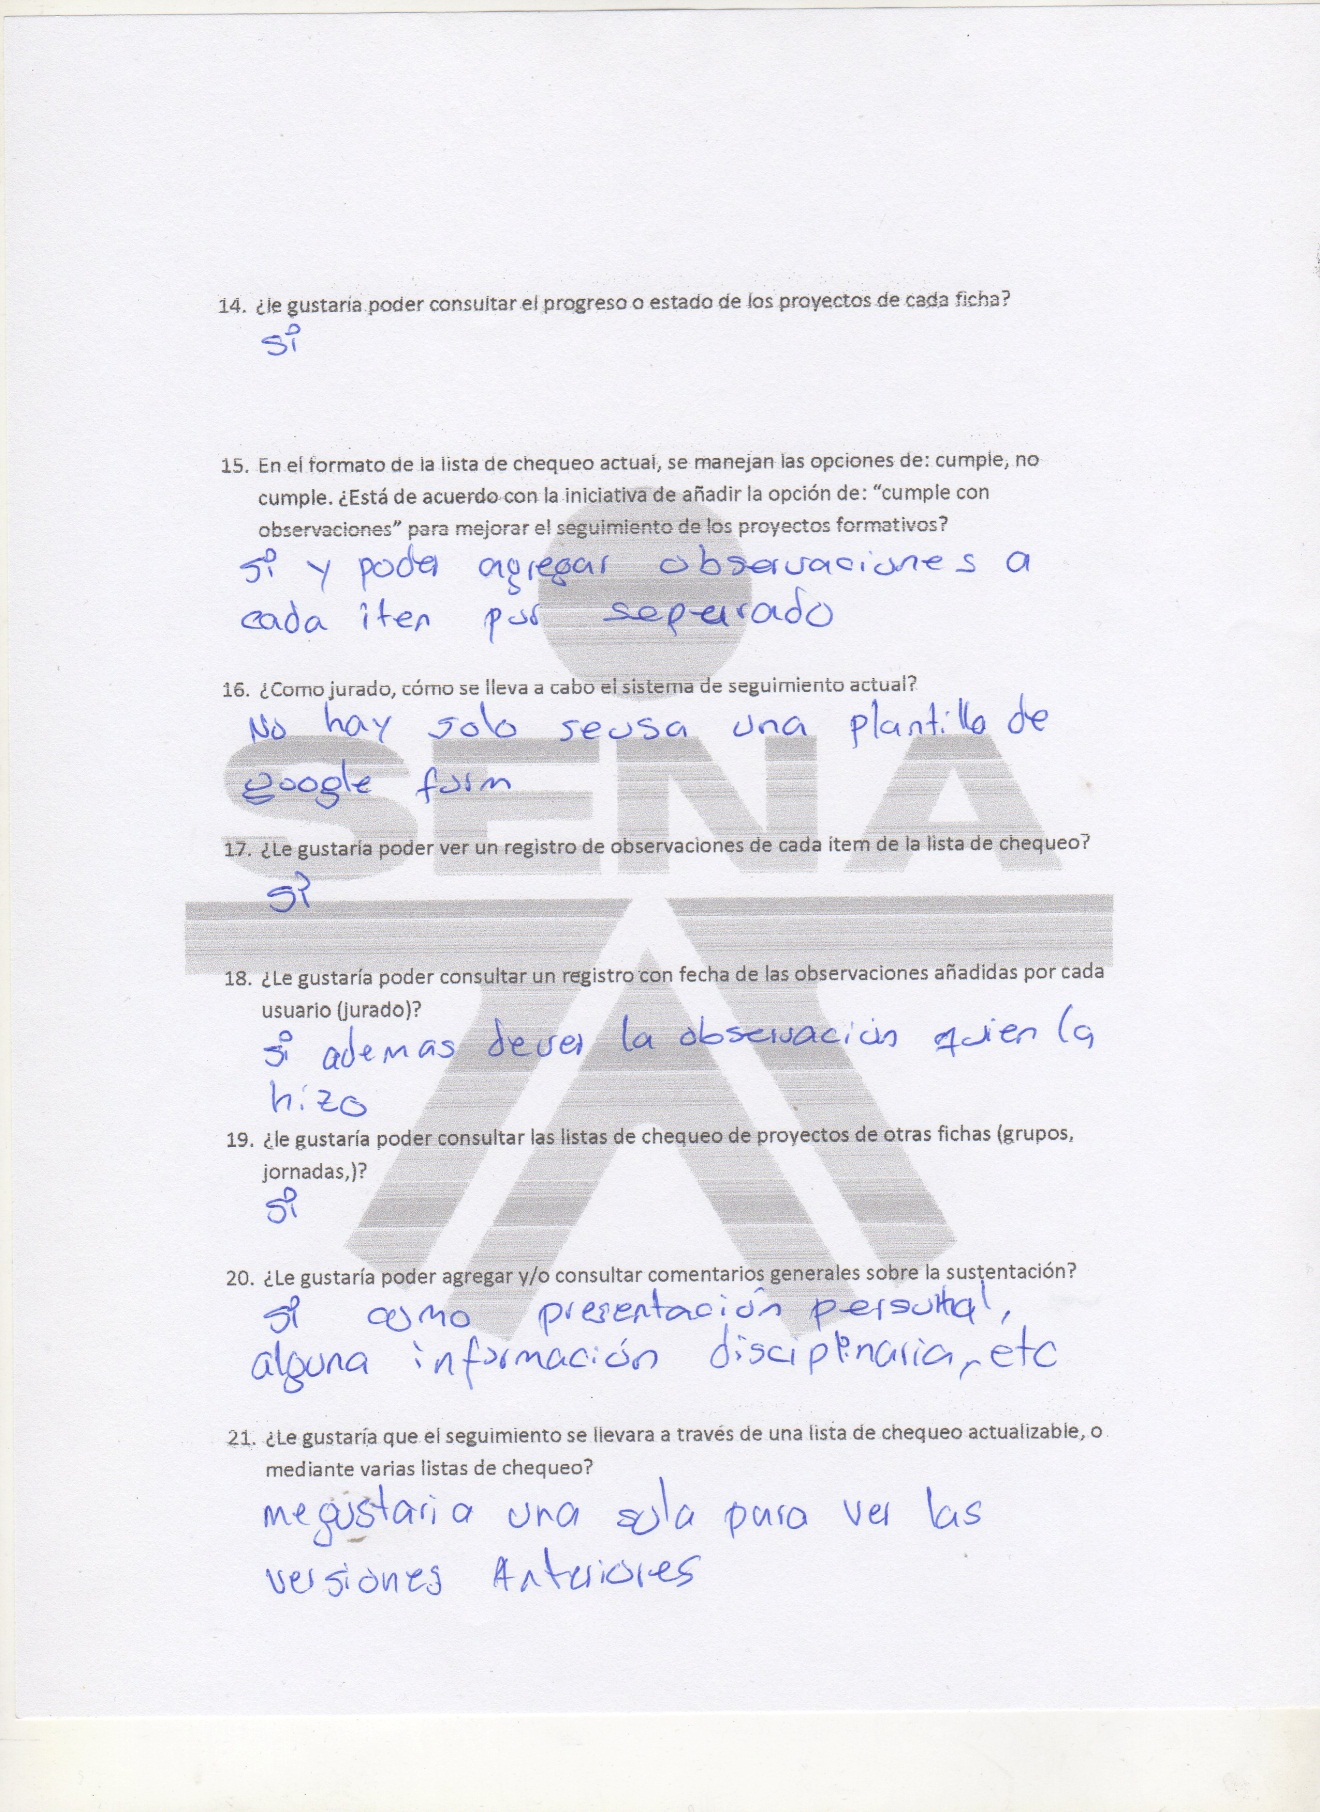 14. ¿le gustaría poder consultar el progreso o estado de los proyectos de cada ficha?
si
15. En el formato de la lista de chequeo actual, se manejan las opciones de: cumple, no
cumple. ¿Está de acuerdo con la iniciativa de añadir la opción de: “cumple con
observaciones” para mejorar el seguimiento de los proyectos formativos?
si y poder agregar observaciones a
cada iten por separado
16. ¿Como jurado, cómo se lleva a cabo el sistema de seguimiento actual?
No hay solo seusa una plantilla de
google form
SENA
17. ¿Le gustaría poder ver un registro de observaciones de cada ítem de la lista de chequeo?
si
18. ¿Le gustaría poder consultar un registro con fecha de las observaciones añadidas por cada
usuario (jurado)?
si ademas dever la observación quien la
hizo
19. ¿le gustaría poder consultar las listas de chequeo de proyectos de otras fichas (grupos,
jornadas,)?
si
20. ¿Le gustaría poder agregar y/o consultar comentarios generales sobre la sustentación?
si como presentación personal,
alguna información disciplinaria, etc
21. ¿Le gustaría que el seguimiento se llevara a través de una lista de chequeo actualizable, o
mediante varias listas de chequeo?
megustaria una sola para ver las
versiones Anteriores